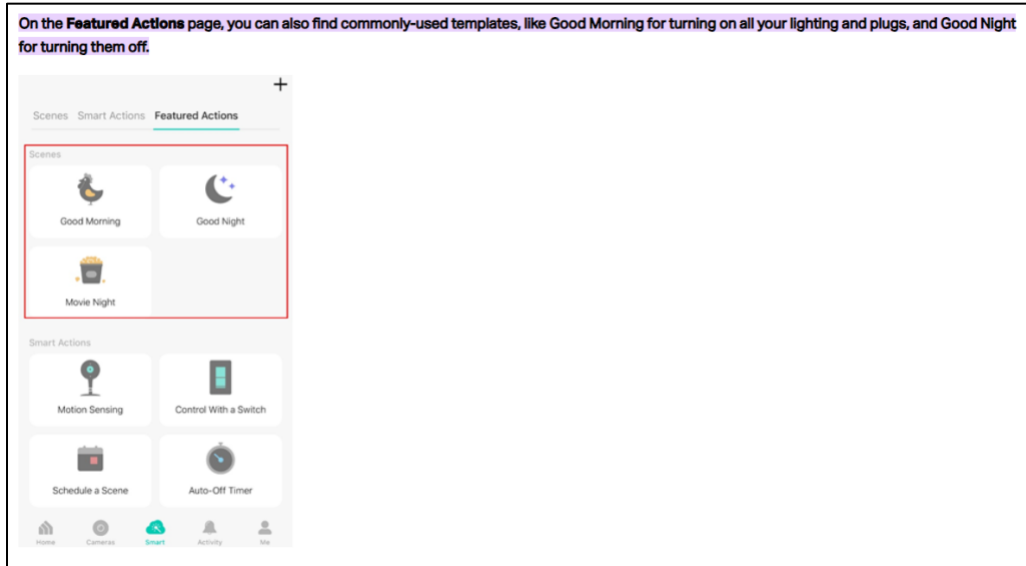 On the Featured Actions page, you can also find commonly-used templates, like Good Morning for turning on all your lighting and plugs, and Good Night
for turning them off.
+
Scenes Smart Actions Featured Actions
Scenes
Good Morning Good Night
Movie Night
Smart Actions
Motion Sensing Control With a Switch
Schedule a Scene Auto-Off Timer
Home Cameras Smart Activity Me